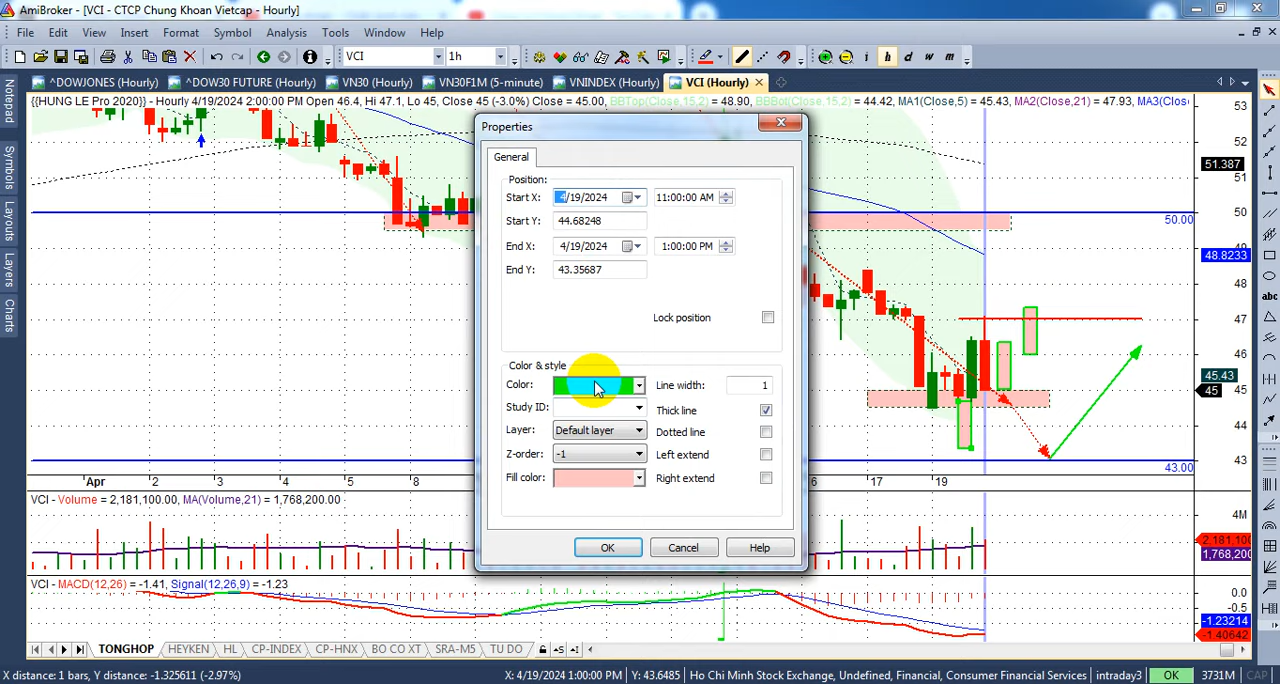 AmiBroker - [VCI - CTCP Chung Khoan Vietcap - Hourly]
File Edit View Insert Format Symbol Analysis Tools Window Help
VCI 1h i h d w m
^DOWJONES (Hourly) ^DOW30 FUTURE (Hourly) VN30 (Hourly) VN30F1M (5-minute) VNINDEX (Hourly) VCI (Hourly)
{{HUNG LE Pro 2020}} - Hourly 4/19/2024 2:00:00 PM Open 46.4, Hi 47.1, Lo 45, Close 45 (-3.0%) Close = 45.00, BBTop(Close,15,2) = 48.90, BBBot(Close,15,2) = 44.42, MA1(Close,5) = 45.43, MA2(Close,21) = 47.93, MA3(Close
Notepad
Symbols
Layouts
Layers
Charts
Properties
General
Position:
Start X: 4/19/2024 11:00:00 AM
Start Y: 44.68248
End X: 4/19/2024 1:00:00 PM
End Y: 43.35687
Lock position
Color & style
Color: Line width: 1
Study ID: Thick line
Layer: Default layer Dotted line
Z-order: -1 Left extend
Fill color: Right extend
OK Cancel Help
53
52
51.387
50
50.00
49
48.8233
48
47
46
45.43
45
44
43
43.00
Apr 2 3 4 5 8 6 17 19
VCI - Volume = 2,181,100.00, MA(Volume,21) = 1,768,200.00
4M
2,181,100
1,768,200
VCI - MACD(12,26) = -1.41, Signal(12,26,9) = -1.23
0.0
-0.5
-1.23214
-1.40642
TONGHOP HEYKEN HL CP-INDEX CP-HNX BO CO XT SRA-M5 TU DO
X distance: 1 bars, Y distance: -1.325611 (-2.97%) X: 4/19/2024 1:00:00 PM Y: 43.6485 Ho Chi Minh Stock Exchange, Undefined, Financial, Consumer Financial Services intraday3 OK 3731M CAP
abc